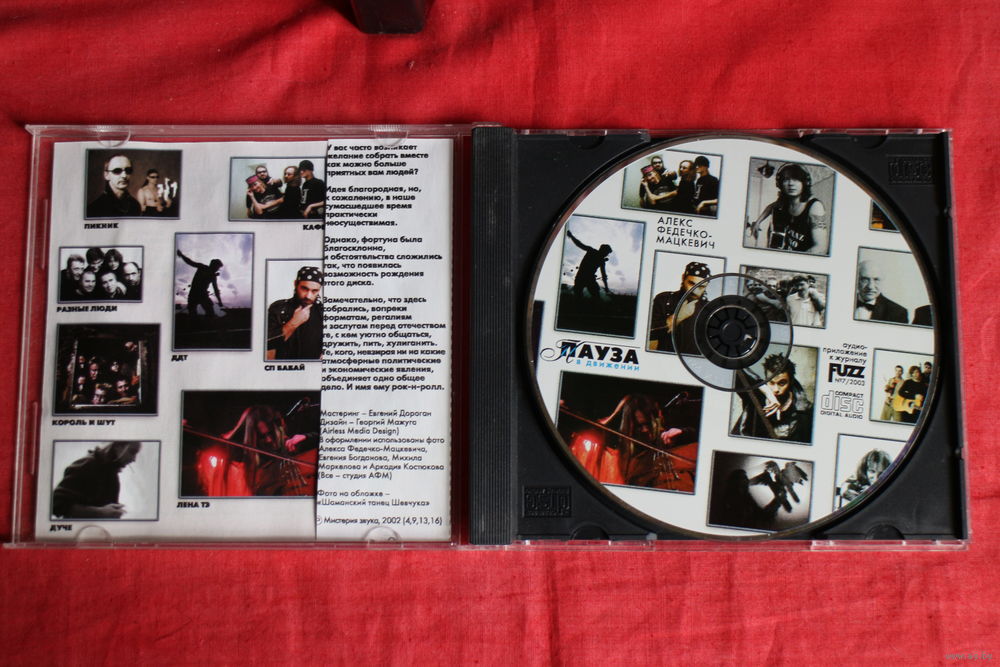 ПИКНИК
КАФЕ
РАЗНЫЕ ЛЮДИ
ДДТ
СП БАБАЙ
КОРОЛЬ И ШУТ
ЛЕНА ТЭ
ДУЧЕ
У вас часто возникает
желание собрать вместе
как можно больше
приятных вам людей?
Идея благородная, но,
к сожалению, в наше
сумасшедшее время
практически
неосуществимая.
Однако, фортуна была
благосклонна,
и обстоятельства сложились
так, что появилась
возможность рождения
этого диска.
Замечательно, что здесь
собрались, вопреки
форматам, регалиям
и заслугам перед отечеством
те, с кем уютно общаться,
дружить, пить, хулиганить.
Те, кого, невзирая ни на какие
атмосферные политические
и экономические явления,
объединяет одно общее
дело. И имя ему рок-н-ролл.
Мастеринг – Евгений Дороган
Дизайн – Георгий Мажуга
(Airless Media Design)
В оформлении использованы фото
Алекса Федечко-Мацкевича,
Евгения Богданова, Михила
Марквлова и Аркадия Костюкова
(Все – студия АФМ)
Фото на обложке –
«Шаманский танец Шевчука»
℗ Мистерия звука, 2002 (4,9,13,16)
АЛЕКС
ФЕДЕЧКО-
МАЦКЕВИЧ
ПАУЗА
в движении
аудио-
приложение
к журналу
FUZZ
№7/2003
COMPACT
disc
DIGITAL AUDIO